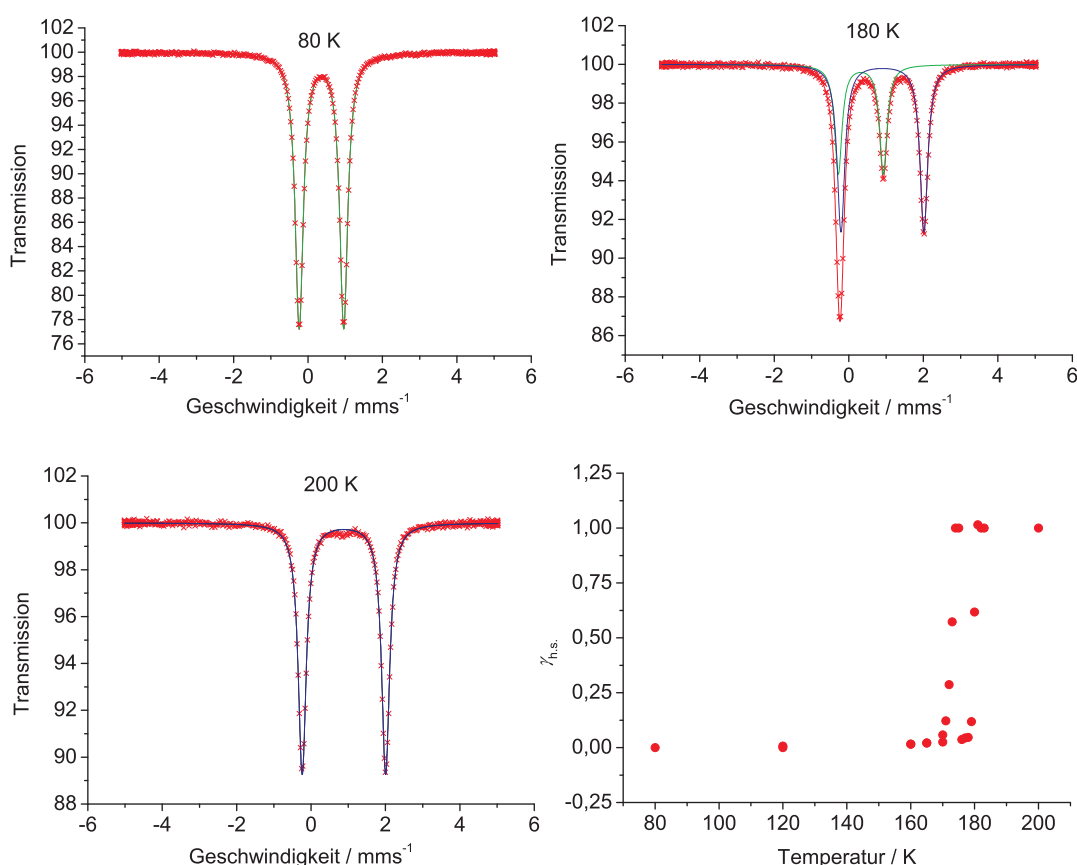 80 K
102
100
98
96
94
92
90
88
86
84
82
80
78
76
Transmission
-6 -4 -2 0 2 4 6
Geschwindigkeit / mms⁻¹
180 K
102
100
98
96
94
92
90
88
86
Transmission
-6 -4 -2 0 2 4 6
Geschwindigkeit / mms⁻¹
200 K
102
100
98
96
94
92
90
88
Transmission
-6 -4 -2 0 2 4 6
Geschwindigkeit / mms⁻¹
1,25
1,00
0,75
0,50
0,25
0,00
-0,25
γh.s.
80 100 120 140 160 180 200
Temperatur / K